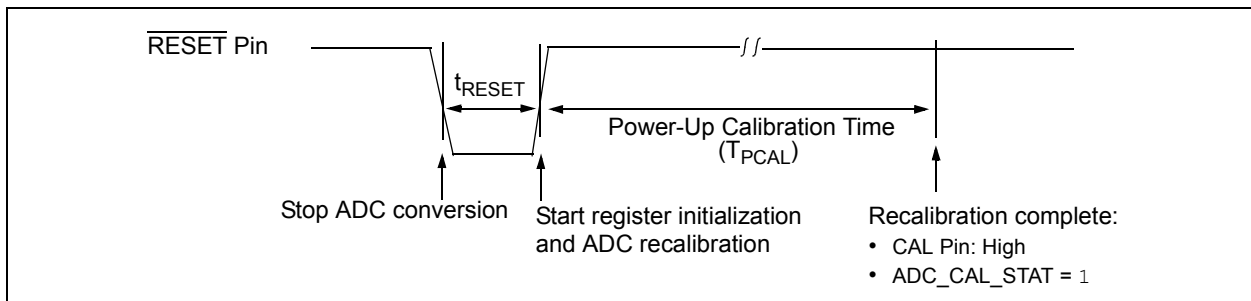 RESET Pin
tRESET
Power-Up Calibration Time
(TPCAL)
Stop ADC conversion
Start register initialization
and ADC recalibration
Recalibration complete:
• CAL Pin: High
• ADC_CAL_STAT = 1